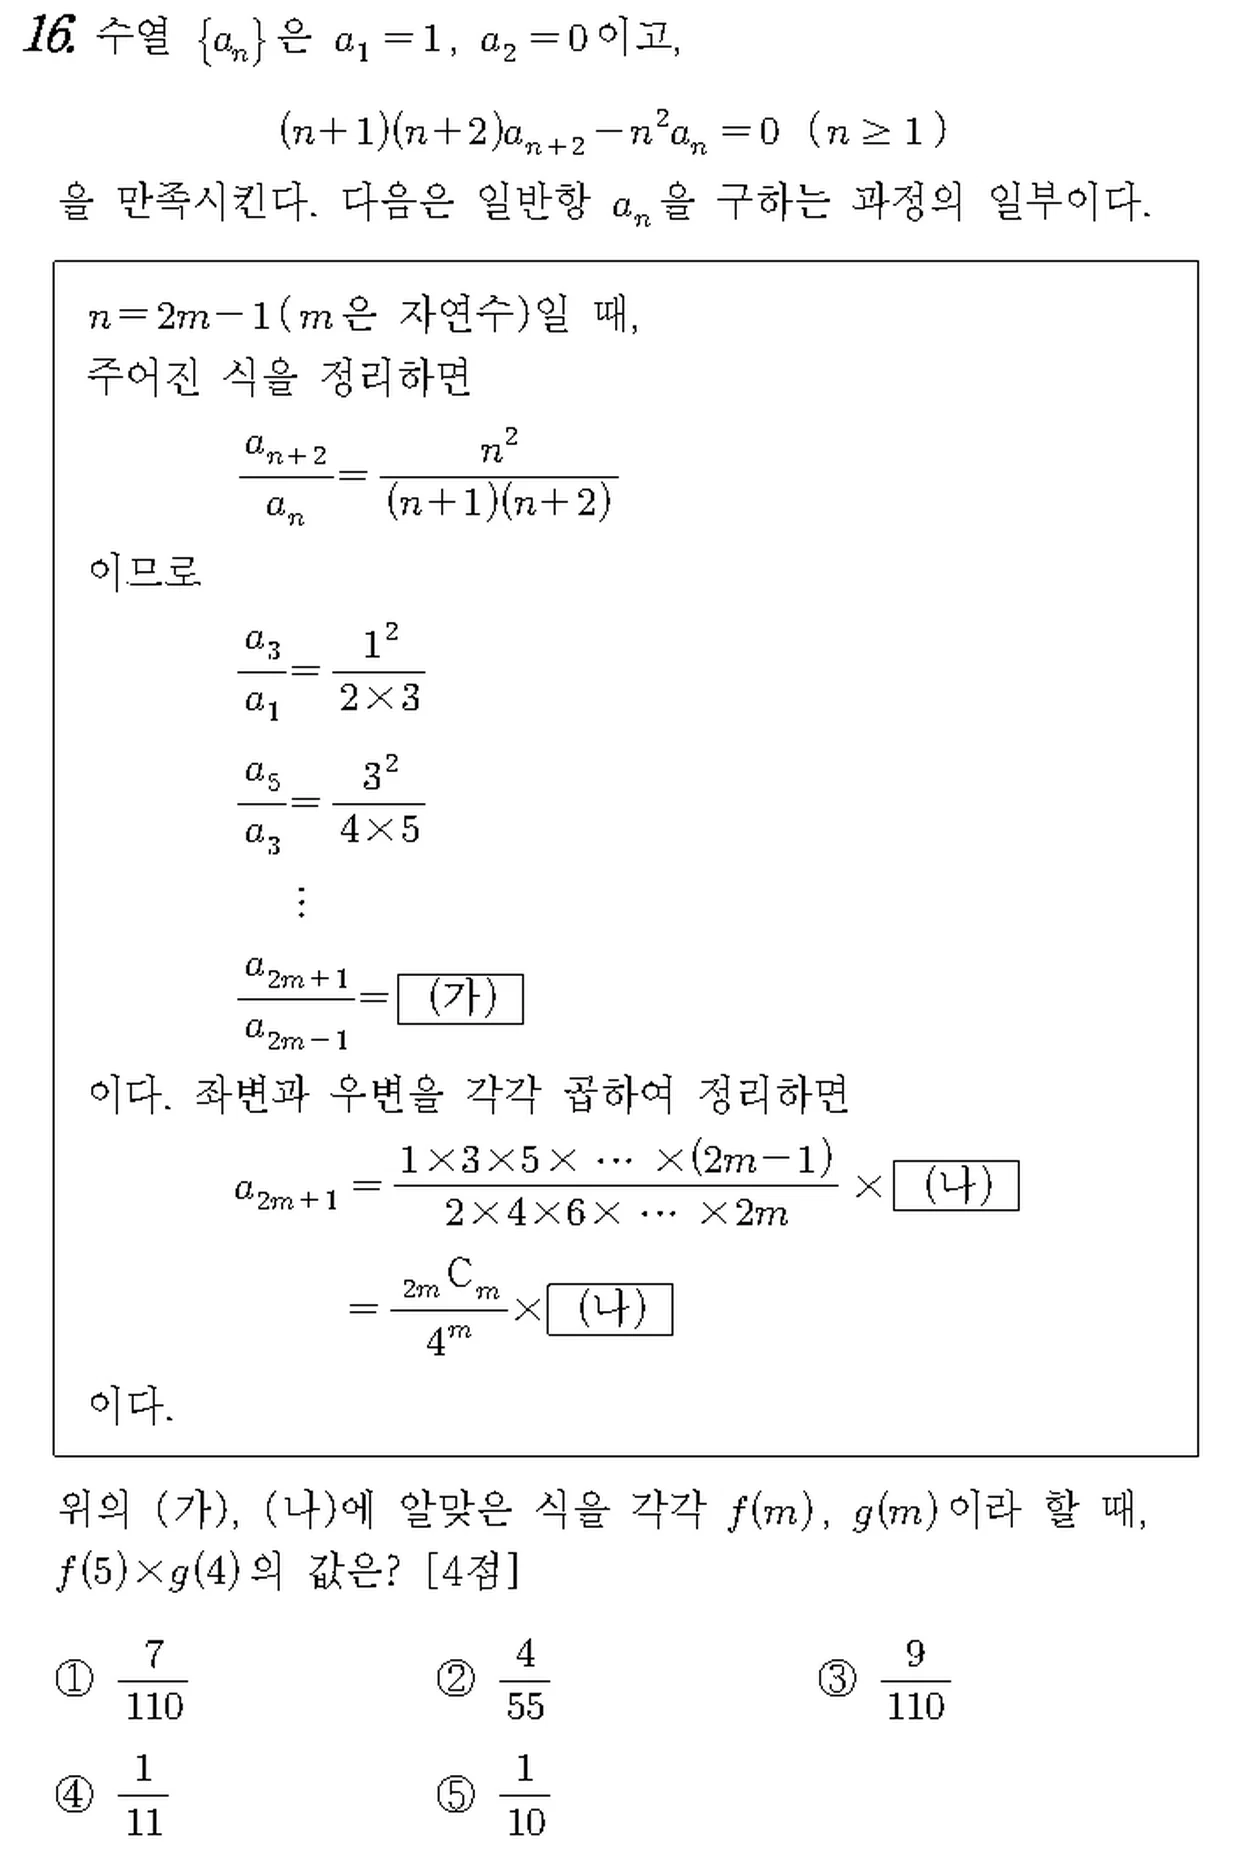 16. 수열 {aₙ}은 a₁=1, a₂=0이고,
(n+1)(n+2)aₙ₊₂−n²aₙ=0 (n≥1)
을 만족시킨다. 다음은 일반항 aₙ을 구하는 과정의 일부이다.
n=2m−1(m은 자연수)일 때,
주어진 식을 정리하면
aₙ₊₂/aₙ = n²/((n+1)(n+2))
이므로
a₃/a₁ = 1²/(2×3)
a₅/a₃ = 3²/(4×5)
⋮
a₂ₘ₊₁/a₂ₘ₋₁ = (가)
이다. 좌변과 우변을 각각 곱하여 정리하면
a₂ₘ₊₁ = (1×3×5× ⋯ ×(2m−1))/(2×4×6× ⋯ ×2m) × (나)
= ₂ₘCₘ/4ᵐ × (나)
이다.
위의 (가), (나)에 알맞은 식을 각각 f(m), g(m)이라 할 때,
f(5)×g(4)의 값은? [4점]
① 7/110 ② 4/55 ③ 9/110
④ 1/11 ⑤ 1/10